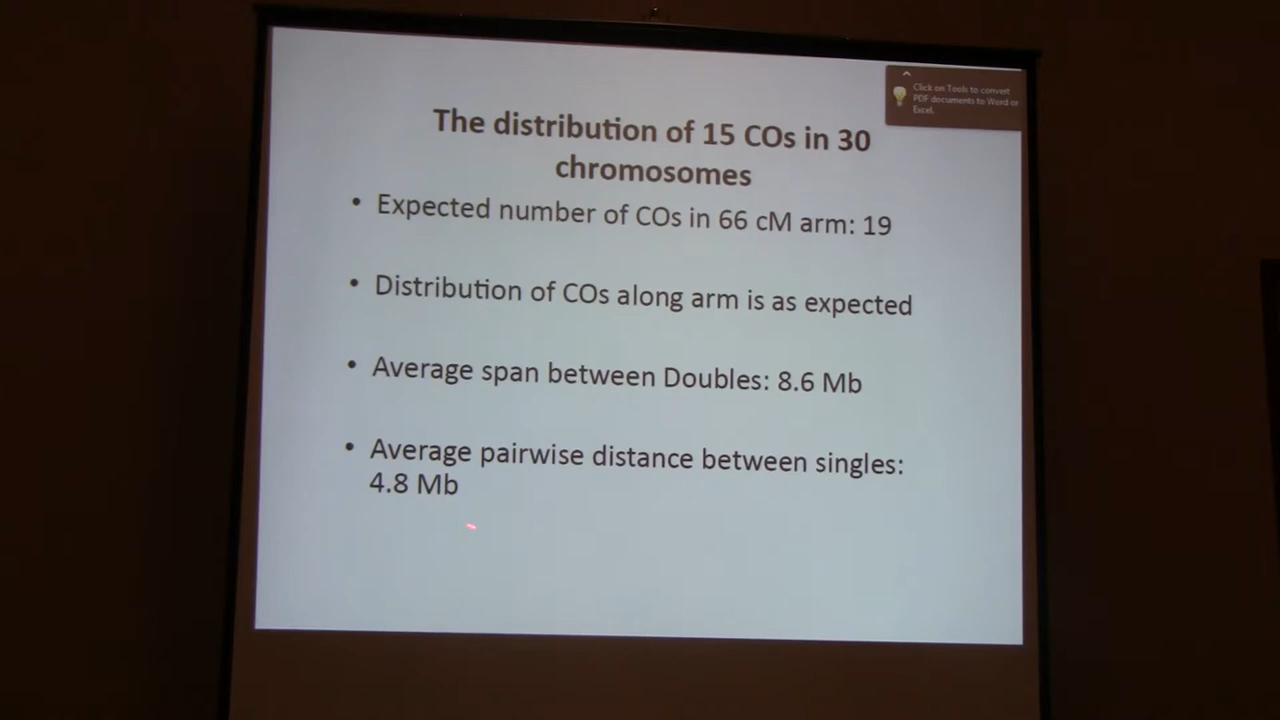 The distribution of 15 COs in 30
chromosomes
• Expected number of COs in 66 cM arm: 19
• Distribution of COs along arm is as expected
• Average span between Doubles: 8.6 Mb
• Average pairwise distance between singles:
4.8 Mb
Click on Tools to convert
PDF documents to Word or
Excel.